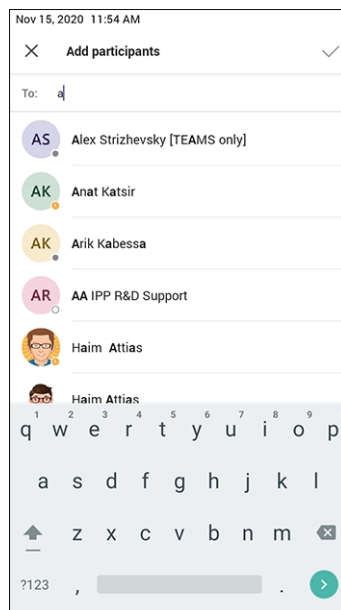 Nov 15, 2020 11:54 AM
Add participants
To: a
AS Alex Strizhevsky [TEAMS only]
AK Anat Katsir
AK Arik Kabessa
AR AA IPP R&D Support
Haim Attias
Haim Attias
1 2 3 4 5 6 7 8 9
q w e r t y u i o p
a s d f g h j k l
z x c v b n m
?123 , .